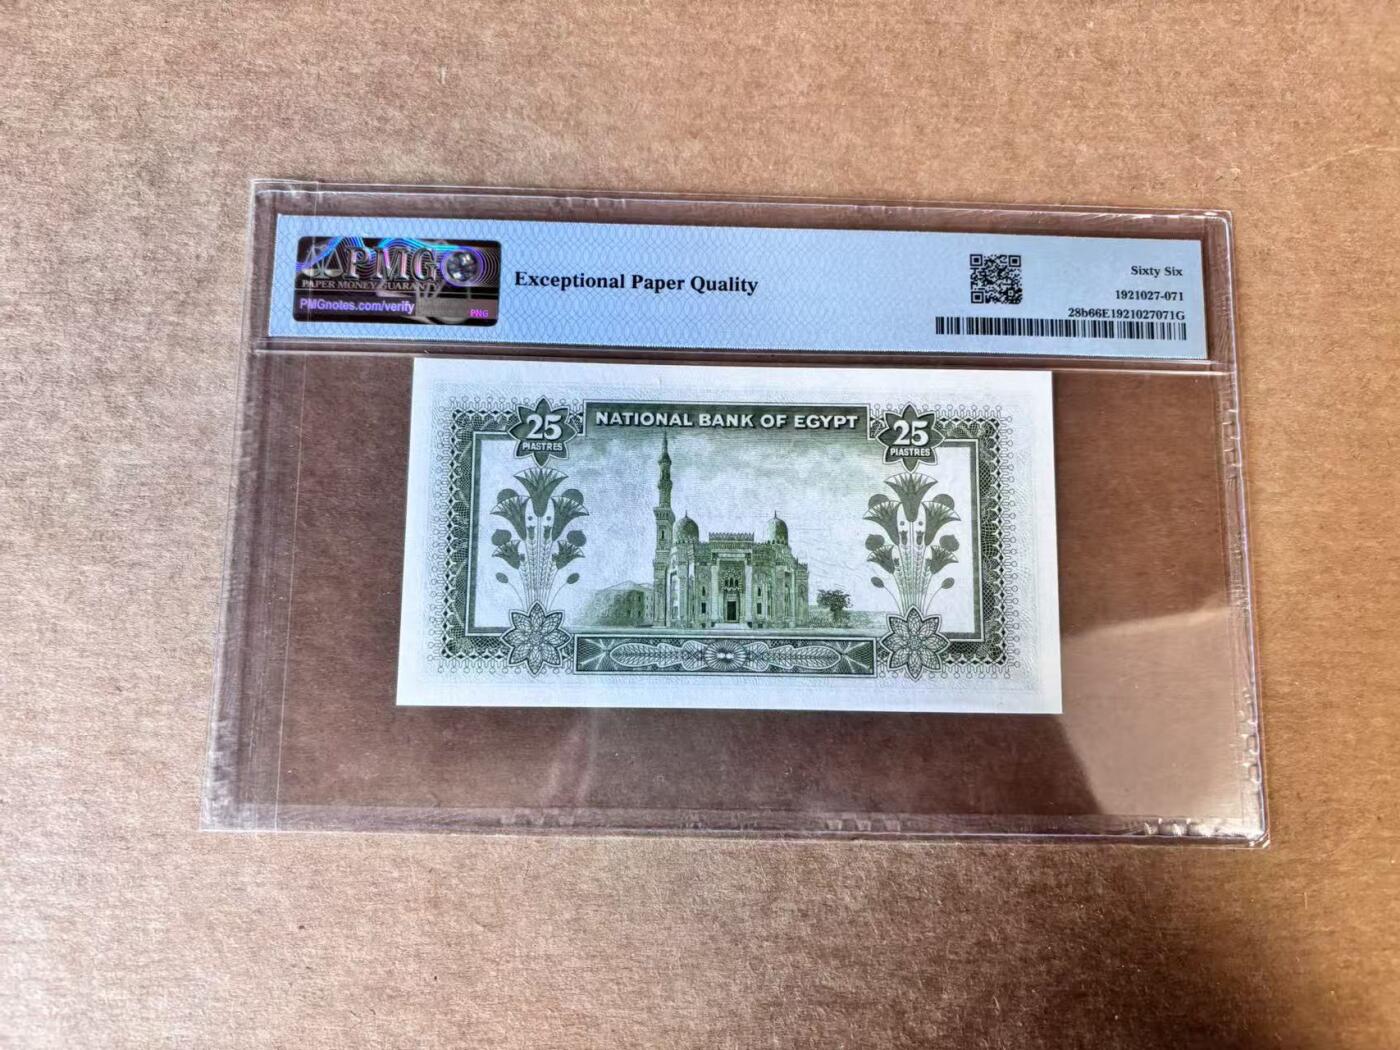 PMG
PAPER MONEY GUARANTY
PMGnotes.com/verify
PNG
Exceptional Paper Quality
Sixty Six
1921027-071
28b66E1921027071G
25
PIASTRES
NATIONAL BANK OF EGYPT
25
PIASTRES